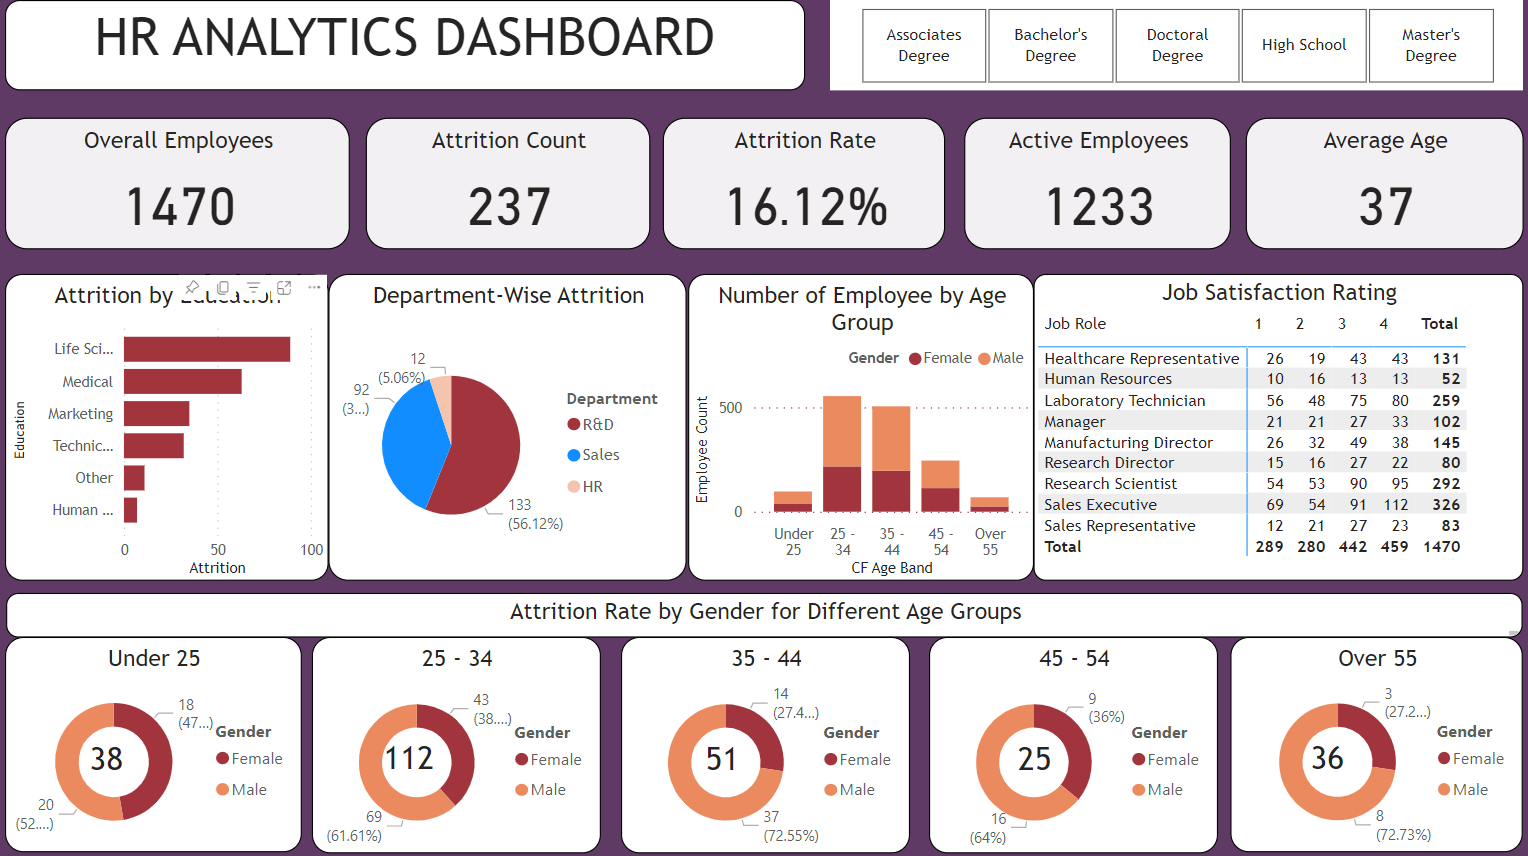 HR ANALYTICS DASHBOARD
Associates
Degree
Bachelor's
Degree
Doctoral
Degree
High School
Master's
Degree
Overall Employees
1470
Attrition Count
237
Attrition Rate
16.12%
Active Employees
1233
Average Age
37
Attrition by Education
Education
Life Sci...
Medical
Marketing
Technic...
Other
Human ...
0 50 100
Attrition
Department-Wise Attrition
12
(5.06%)
92
(3...)
133
(56.12%)
Department
R&D
Sales
HR
Number of Employee by Age
Group
Gender Female Male
Employee Count
500
0
Under
25
25 -
34
35 -
44
45 -
54
Over
55
CF Age Band
Job Satisfaction Rating
Job Role 1 2 3 4 Total
Healthcare Representative 26 19 43 43 131
Human Resources 10 16 13 13 52
Laboratory Technician 56 48 75 80 259
Manager 21 21 27 33 102
Manufacturing Director 26 32 49 38 145
Research Director 15 16 27 22 80
Research Scientist 54 53 90 95 292
Sales Executive 69 54 91 112 326
Sales Representative 12 21 27 23 83
Total 289 280 442 459 1470
Attrition Rate by Gender for Different Age Groups
Under 25
18
(47...)
38
20
(52....)
Gender
Female
Male
25 - 34
43
(38....)
112
69
(61.61%)
Gender
Female
Male
35 - 44
14
(27.4...)
51
37
(72.55%)
Gender
Female
Male
45 - 54
9
(36%)
25
16
(64%)
Gender
Female
Male
Over 55
3
(27.2...)
36
8
(72.73%)
Gender
Female
Male